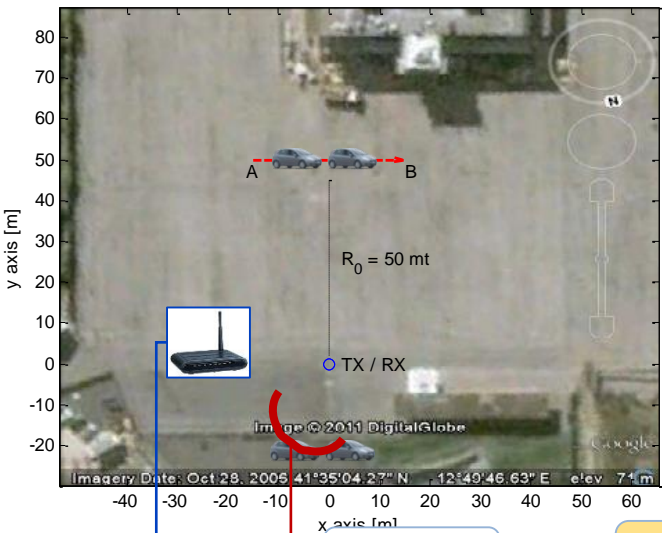 80
70
60
50
40
30
20
10
0
-10
-20
y axis [m]
N
A
B
R0 = 50 mt
TX / RX
Image © 2011 DigitalGlobe
Google
Imagery Date: Oct 28, 2005 41°35'04.27" N 12°49'46.63" E elev 71 m
-40 -30 -20 -10 0 10 20 30 40 50 60
x axis [m]